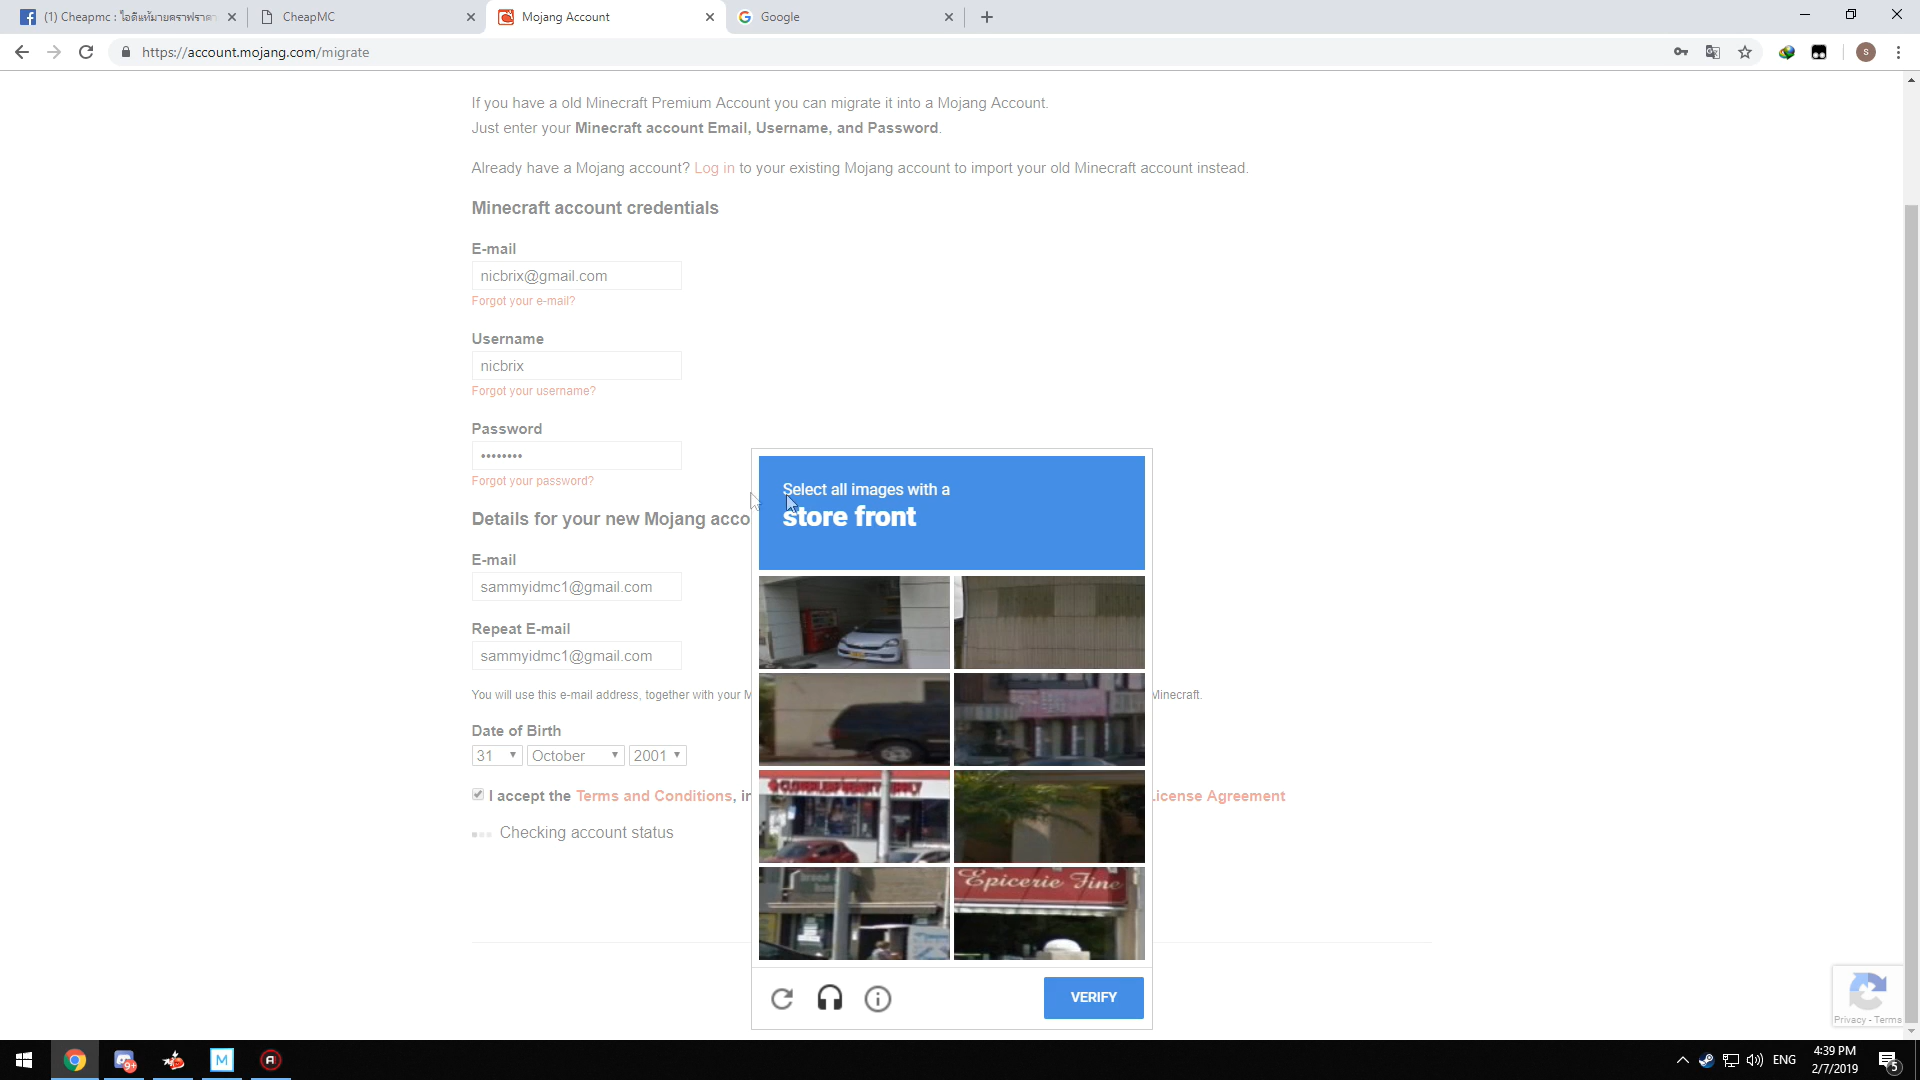 (1) Cheapmc : ไอดีแท้มายคราฟราคา
CheapMC
Mojang Account
Google
https://account.mojang.com/migrate
S
If you have a old Minecraft Premium Account you can migrate it into a Mojang Account.
Just enter your Minecraft account Email, Username, and Password.
Already have a Mojang account? Log in to your existing Mojang account to import your old Minecraft account instead.
Minecraft account credentials
E-mail
nicbrix@gmail.com
Forgot your e-mail?
Username
nicbrix
Forgot your username?
Password
••••••••
Forgot your password?
Details for your new Mojang acco
E-mail
sammyidmc1@gmail.com
Repeat E-mail
sammyidmc1@gmail.com
You will use this e-mail address, together with your M
Minecraft.
Date of Birth
31 October 2001
I accept the Terms and Conditions, in
License Agreement
Checking account status
Select all images with a
store front
Epicerie Fine
VERIFY
Privacy - Terms
9+
M
ENG
4:39 PM
2/7/2019
5